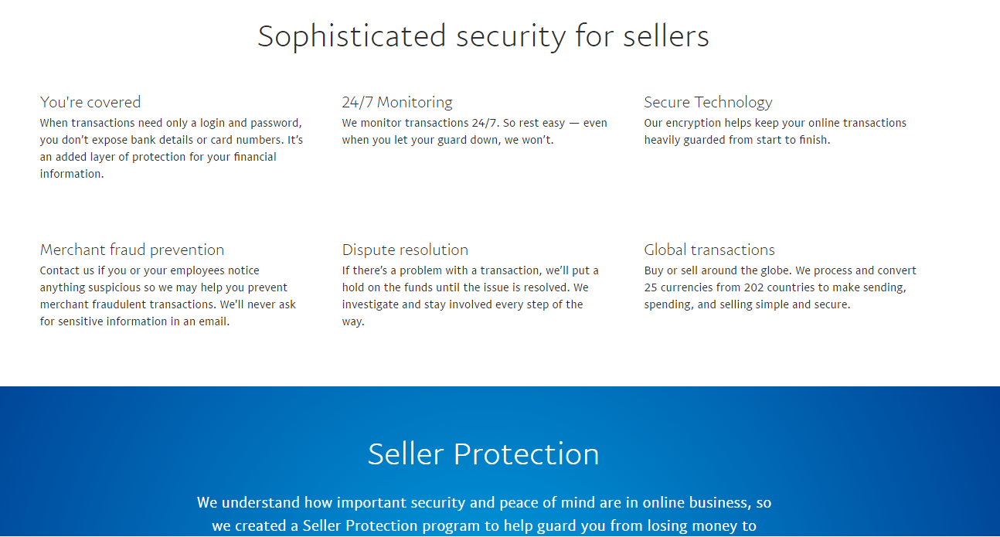 Sophisticated security for sellers
You're covered
When transactions need only a login and password,
you don’t expose bank details or card numbers. It’s
an added layer of protection for your financial
information.
24/7 Monitoring
We monitor transactions 24/7. So rest easy — even
when you let your guard down, we won’t.
Secure Technology
Our encryption helps keep your online transactions
heavily guarded from start to finish.
Merchant fraud prevention
Contact us if you or your employees notice
anything suspicious so we may help you prevent
merchant fraudulent transactions. We’ll never ask
for sensitive information in an email.
Dispute resolution
If there’s a problem with a transaction, we’ll put a
hold on the funds until the issue is resolved. We
investigate and stay involved every step of the
way.
Global transactions
Buy or sell around the globe. We process and convert
25 currencies from 202 countries to make sending,
spending, and selling simple and secure.
Seller Protection
We understand how important security and peace of mind are in online business, so
we created a Seller Protection program to help guard you from losing money to